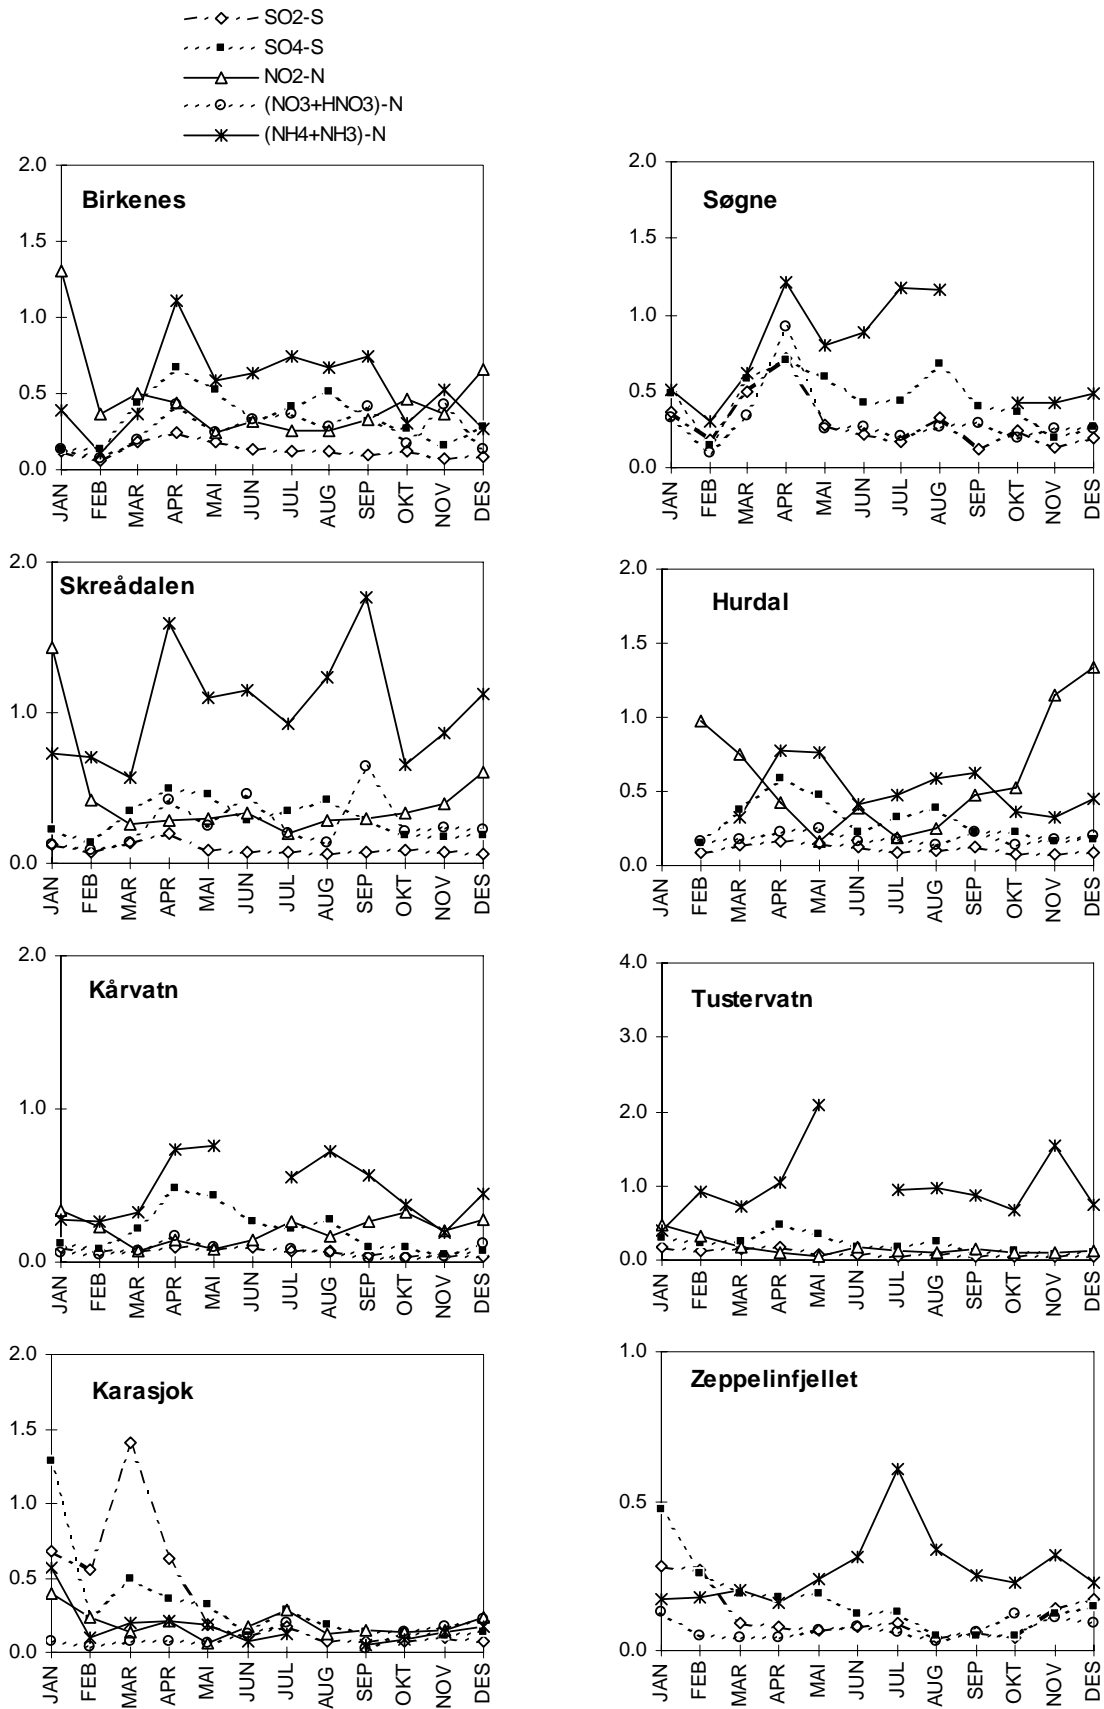 SO2-S
SO4-S
NO2-N
(NO3+HNO3)-N
(NH4+NH3)-N
Birkenes
2.0
1.5
1.0
0.5
0.0
JAN FEB MAR APR MAI JUN JUL AUG SEP OKT NOV DES
Søgne
2.0
1.5
1.0
0.5
0.0
JAN FEB MAR APR MAI JUN JUL AUG SEP OKT NOV DES
Skreådalen
2.0
1.0
0.0
JAN FEB MAR APR MAI JUN JUL AUG SEP OKT NOV DES
Hurdal
2.0
1.5
1.0
0.5
0.0
JAN FEB MAR APR MAI JUN JUL AUG SEP OKT NOV DES
Kårvatn
2.0
1.0
0.0
JAN FEB MAR APR MAI JUN JUL AUG SEP OKT NOV DES
Tustervatn
4.0
3.0
2.0
1.0
0.0
JAN FEB MAR APR MAI JUN JUL AUG SEP OKT NOV DES
Karasjok
2.0
1.5
1.0
0.5
0.0
JAN FEB MAR APR MAI JUN JUL AUG SEP OKT NOV DES
Zeppelinfjellet
1.0
0.5
0.0
JAN FEB MAR APR MAI JUN JUL AUG SEP OKT NOV DES